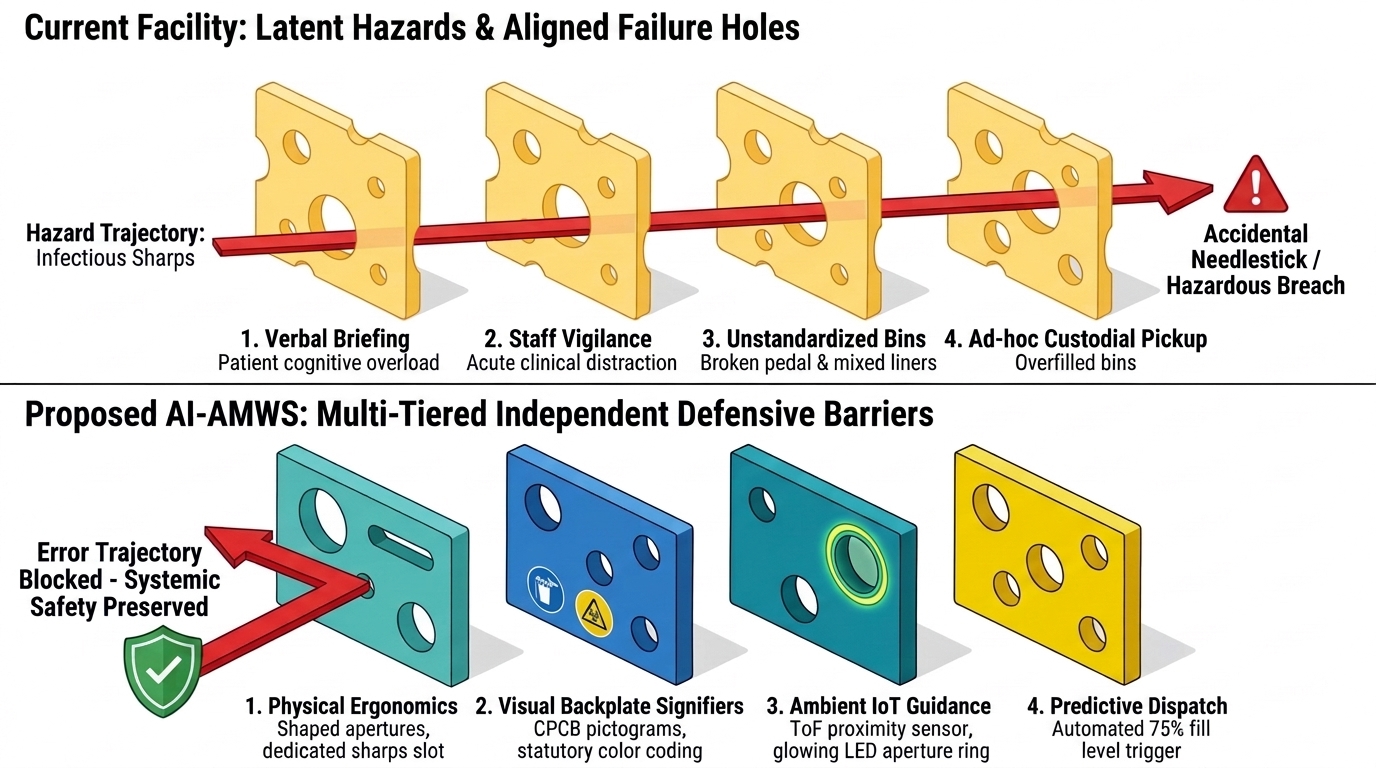 Current Facility: Latent Hazards & Aligned Failure Holes
Hazard Trajectory:
Infectious Sharps
Accidental
Needlestick /
Hazardous Breach
1. Verbal Briefing
Patient cognitive overload
2. Staff Vigilance
Acute clinical distraction
3. Unstandardized Bins
Broken pedal & mixed liners
4. Ad-hoc Custodial Pickup
Overfilled bins
Proposed AI-AMWS: Multi-Tiered Independent Defensive Barriers
Error Trajectory
Blocked - Systemic
Safety Preserved
1. Physical Ergonomics
Shaped apertures,
dedicated sharps slot
2. Visual Backplate Signifiers
CPCB pictograms,
statutory color coding
3. Ambient IoT Guidance
ToF proximity sensor,
glowing LED aperture ring
4. Predictive Dispatch
Automated 75% fill
level trigger